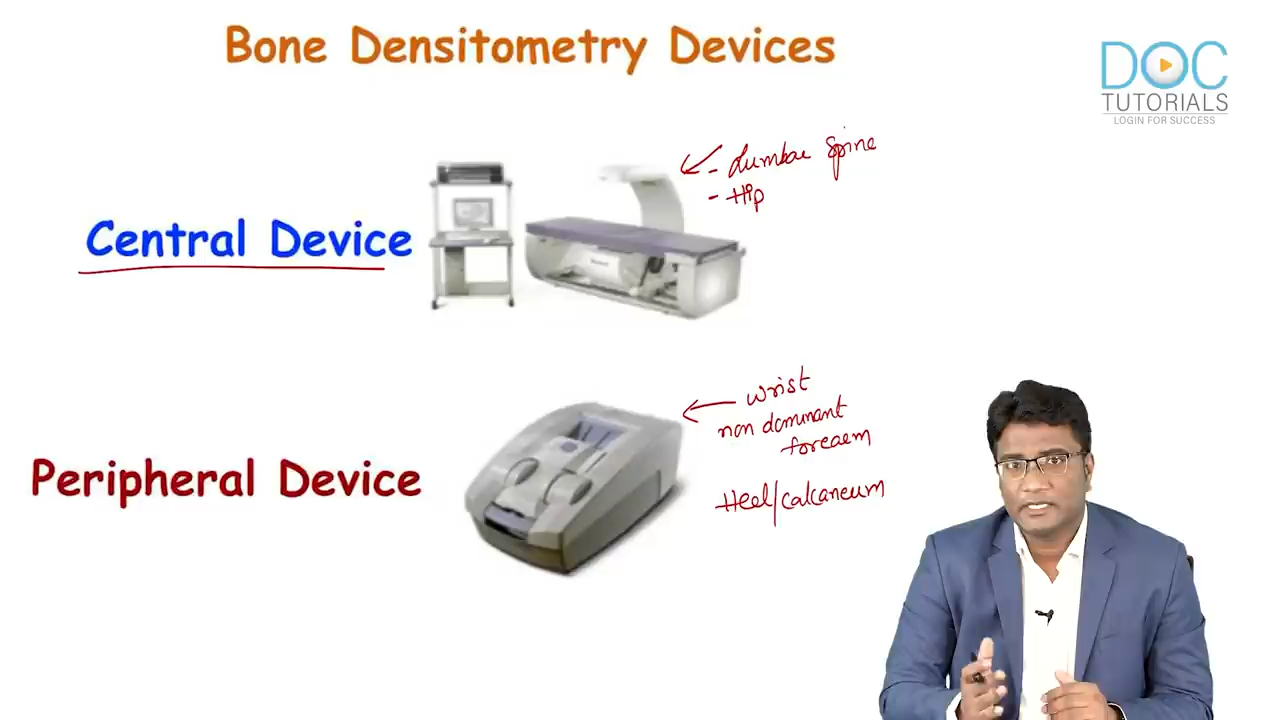 Bone Densitometry Devices
DOC
TUTORIALS
LOGIN FOR SUCCESS
- Lumbar Spine
- Hip
Central Device
wrist
non dominant
forearm
Peripheral Device
Heel/calcaneum